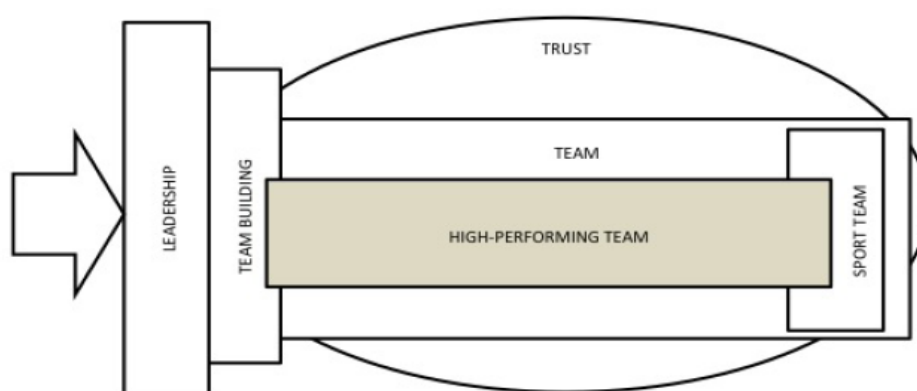 TRUST
TEAM
LEADERSHIP
TEAM BUILDING
HIGH-PERFORMING TEAM
SPORT TEAM